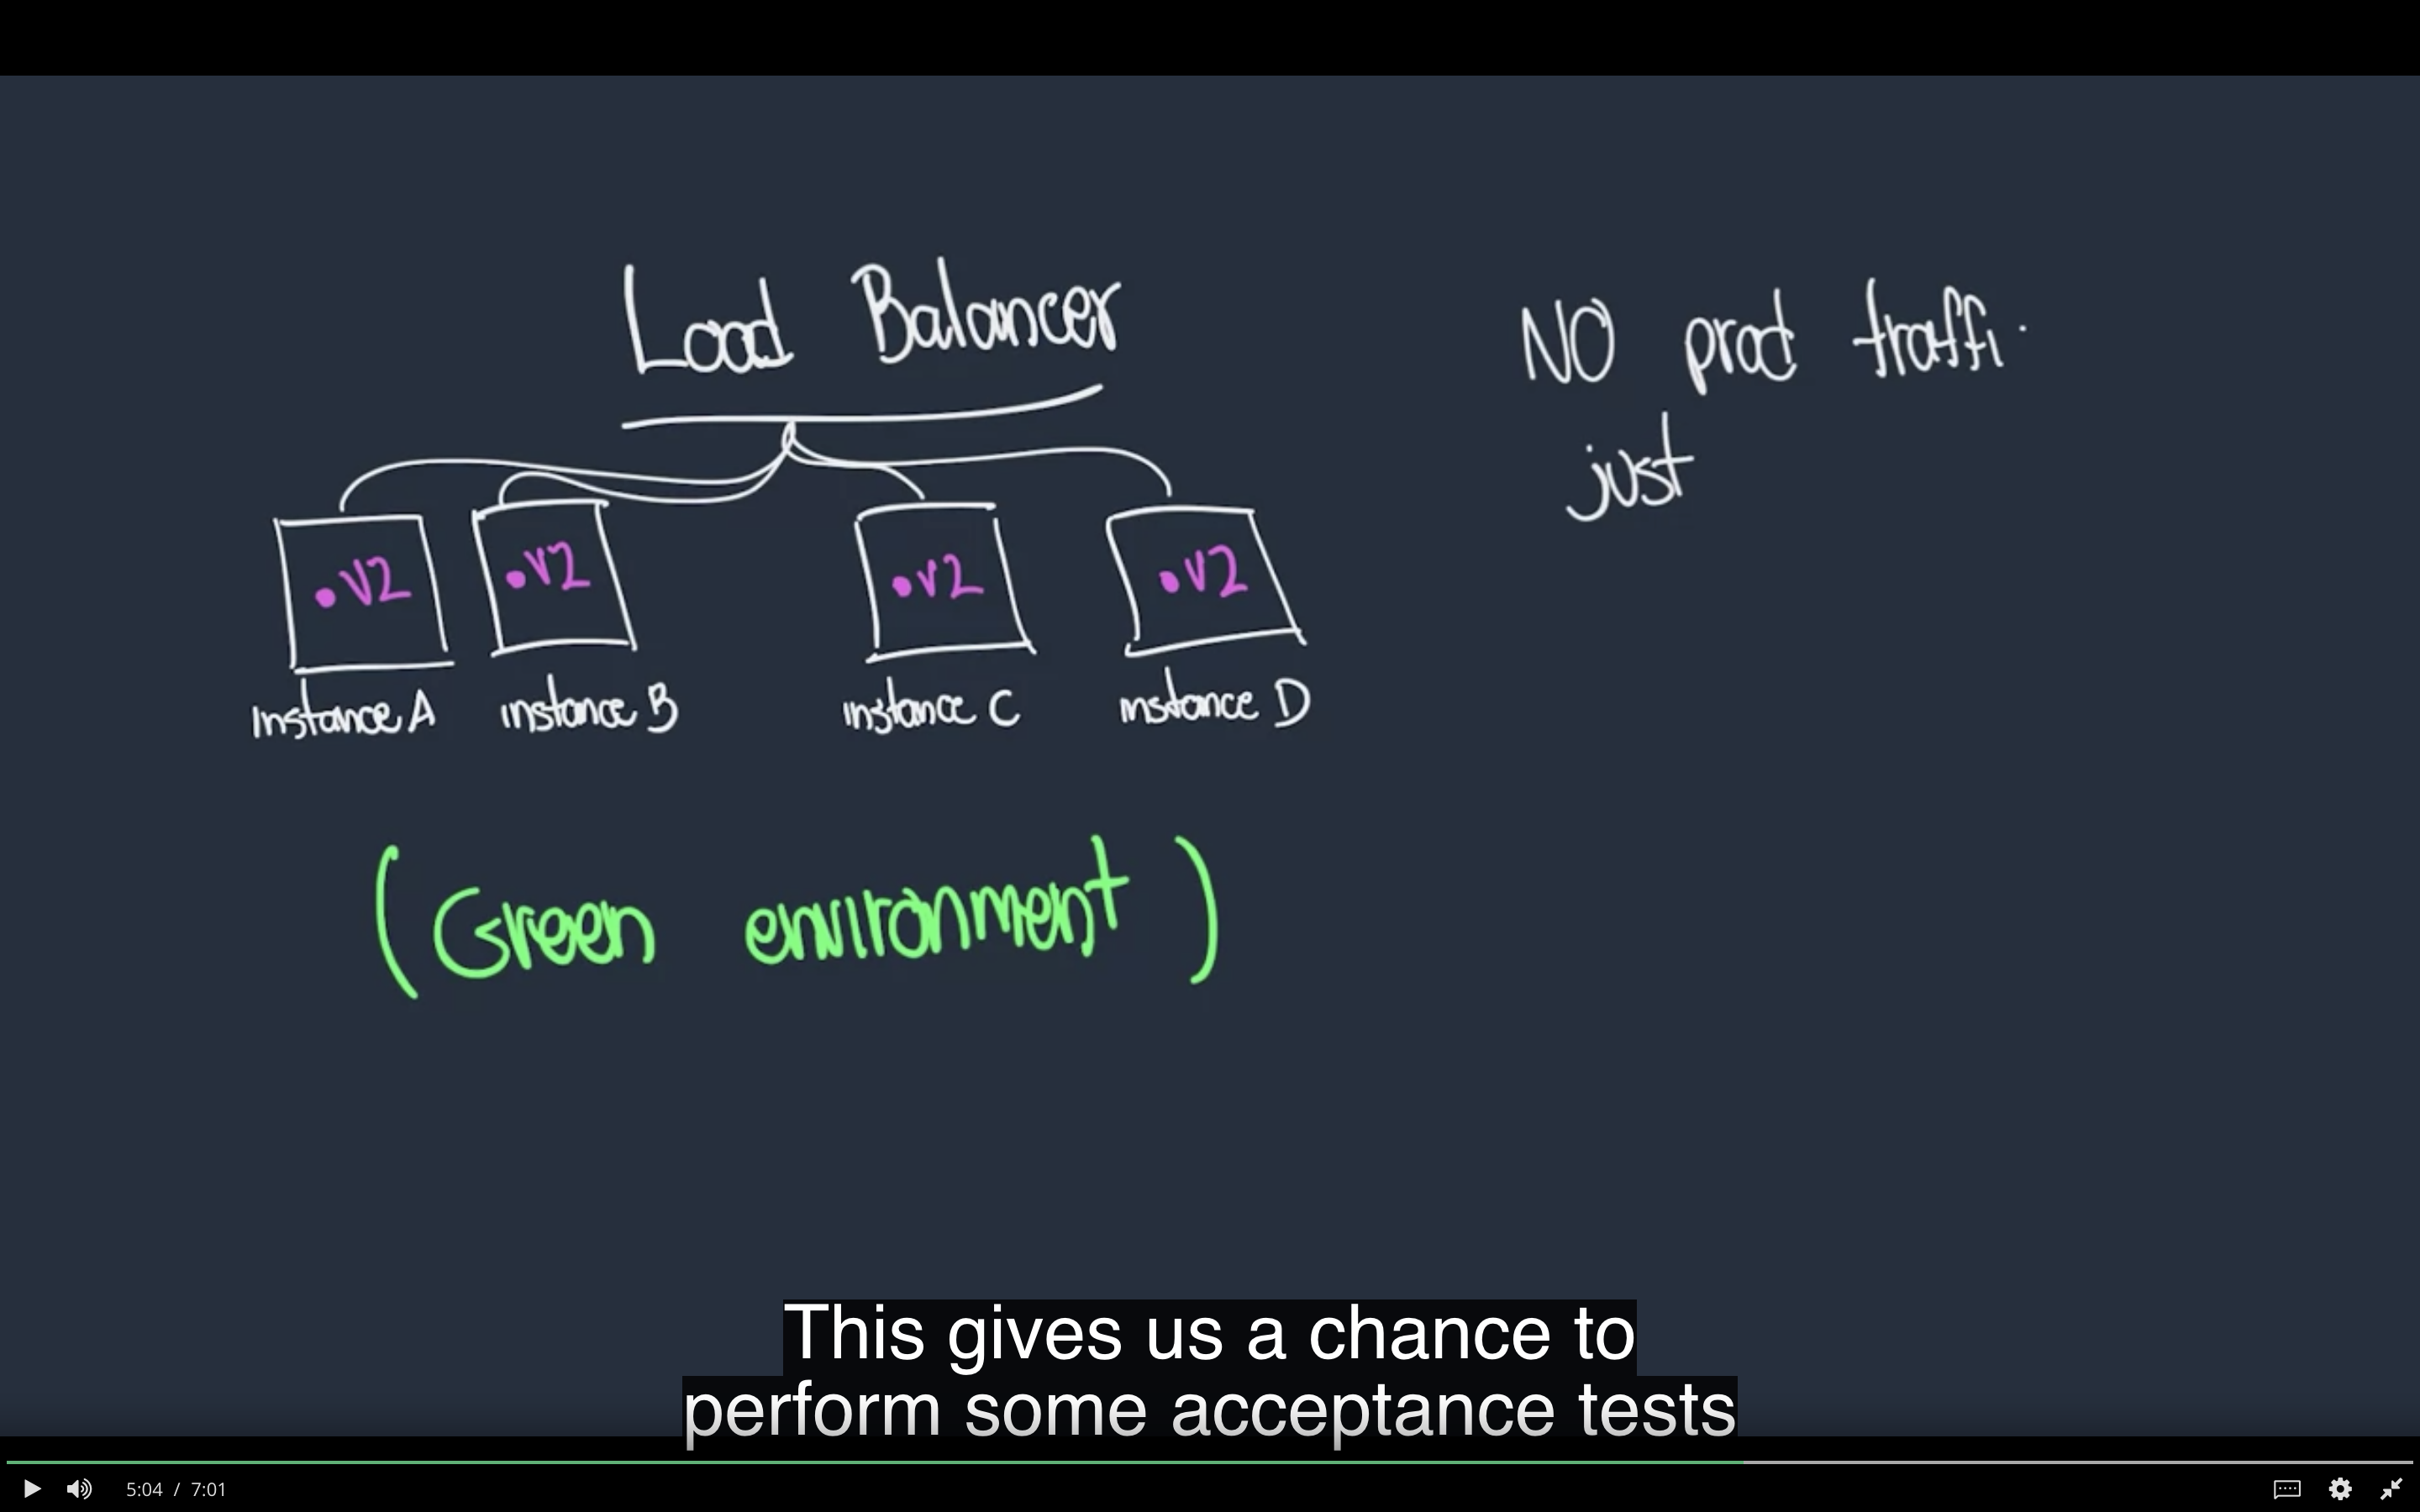 Load Balancer
NO prod traffi
just
V2
V2
V2
V2
Instance A
instance B
instance C
instance D
(Green environment)
This gives us a chance to
perform some acceptance tests
5:04 / 7:01